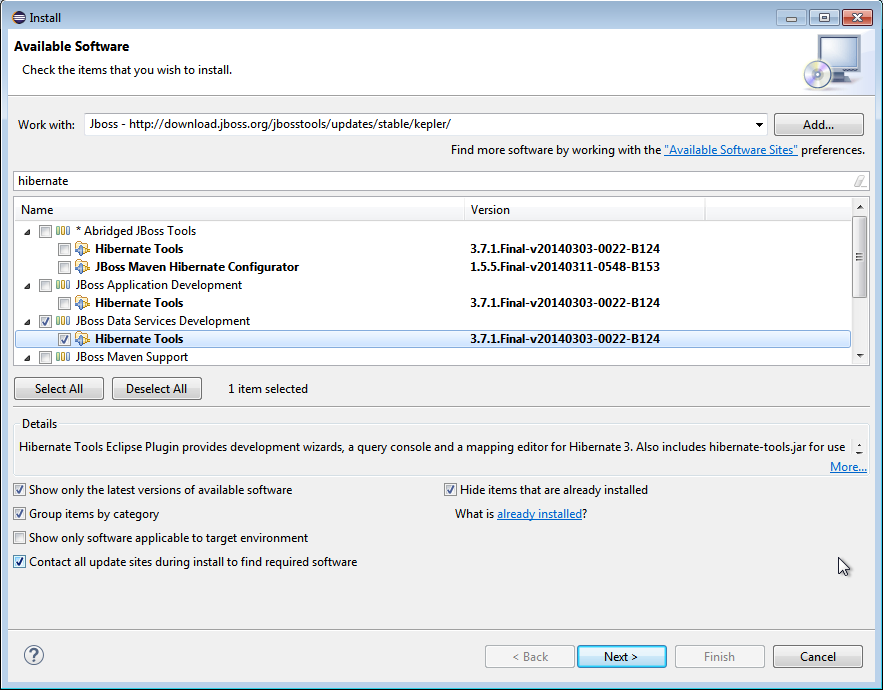 Install
Available Software
Check the items that you wish to install.
Work with: Jboss - http://download.jboss.org/jbosstools/updates/stable/kepler/ Add...
Find more software by working with the "Available Software Sites" preferences.
hibernate
Name Version
* Abridged JBoss Tools
Hibernate Tools 3.7.1.Final-v20140303-0022-B124
JBoss Maven Hibernate Configurator 1.5.5.Final-v20140311-0548-B153
JBoss Application Development
Hibernate Tools 3.7.1.Final-v20140303-0022-B124
JBoss Data Services Development
Hibernate Tools 3.7.1.Final-v20140303-0022-B124
JBoss Maven Support
Select All Deselect All 1 item selected
Details
Hibernate Tools Eclipse Plugin provides development wizards, a query console and a mapping editor for Hibernate 3. Also includes hibernate-tools.jar for use
More...
Show only the latest versions of available software Hide items that are already installed
Group items by category What is already installed?
Show only software applicable to target environment
Contact all update sites during install to find required software
? < Back Next > Finish Cancel